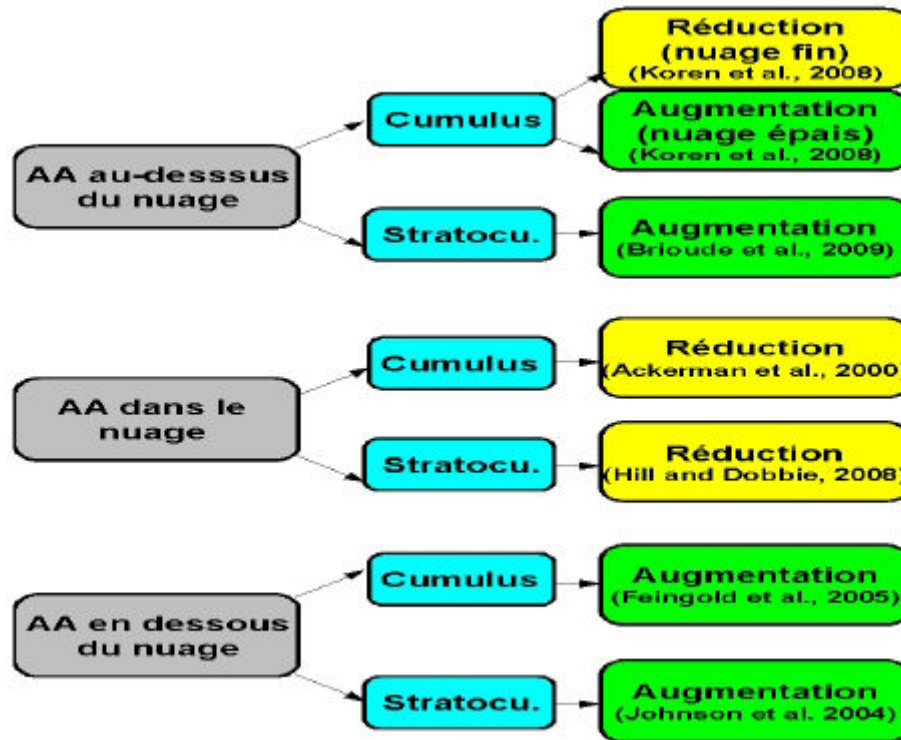 Réduction
(nuage fin)
(Koren et al., 2008)
Cumulus
Augmentation
(nuage épais)
(Koren et al., 2008)
AA au-desssus
du nuage
Stratocu.
Augmentation
(Brioude et al., 2009)
Cumulus
Réduction
(Ackerman et al., 2000)
AA dans le
nuage
Stratocu.
Réduction
(Hill and Dobbie, 2008)
Cumulus
Augmentation
(Feingold et al., 2005)
AA en dessous
du nuage
Stratocu.
Augmentation
(Johnson et al. 2004)